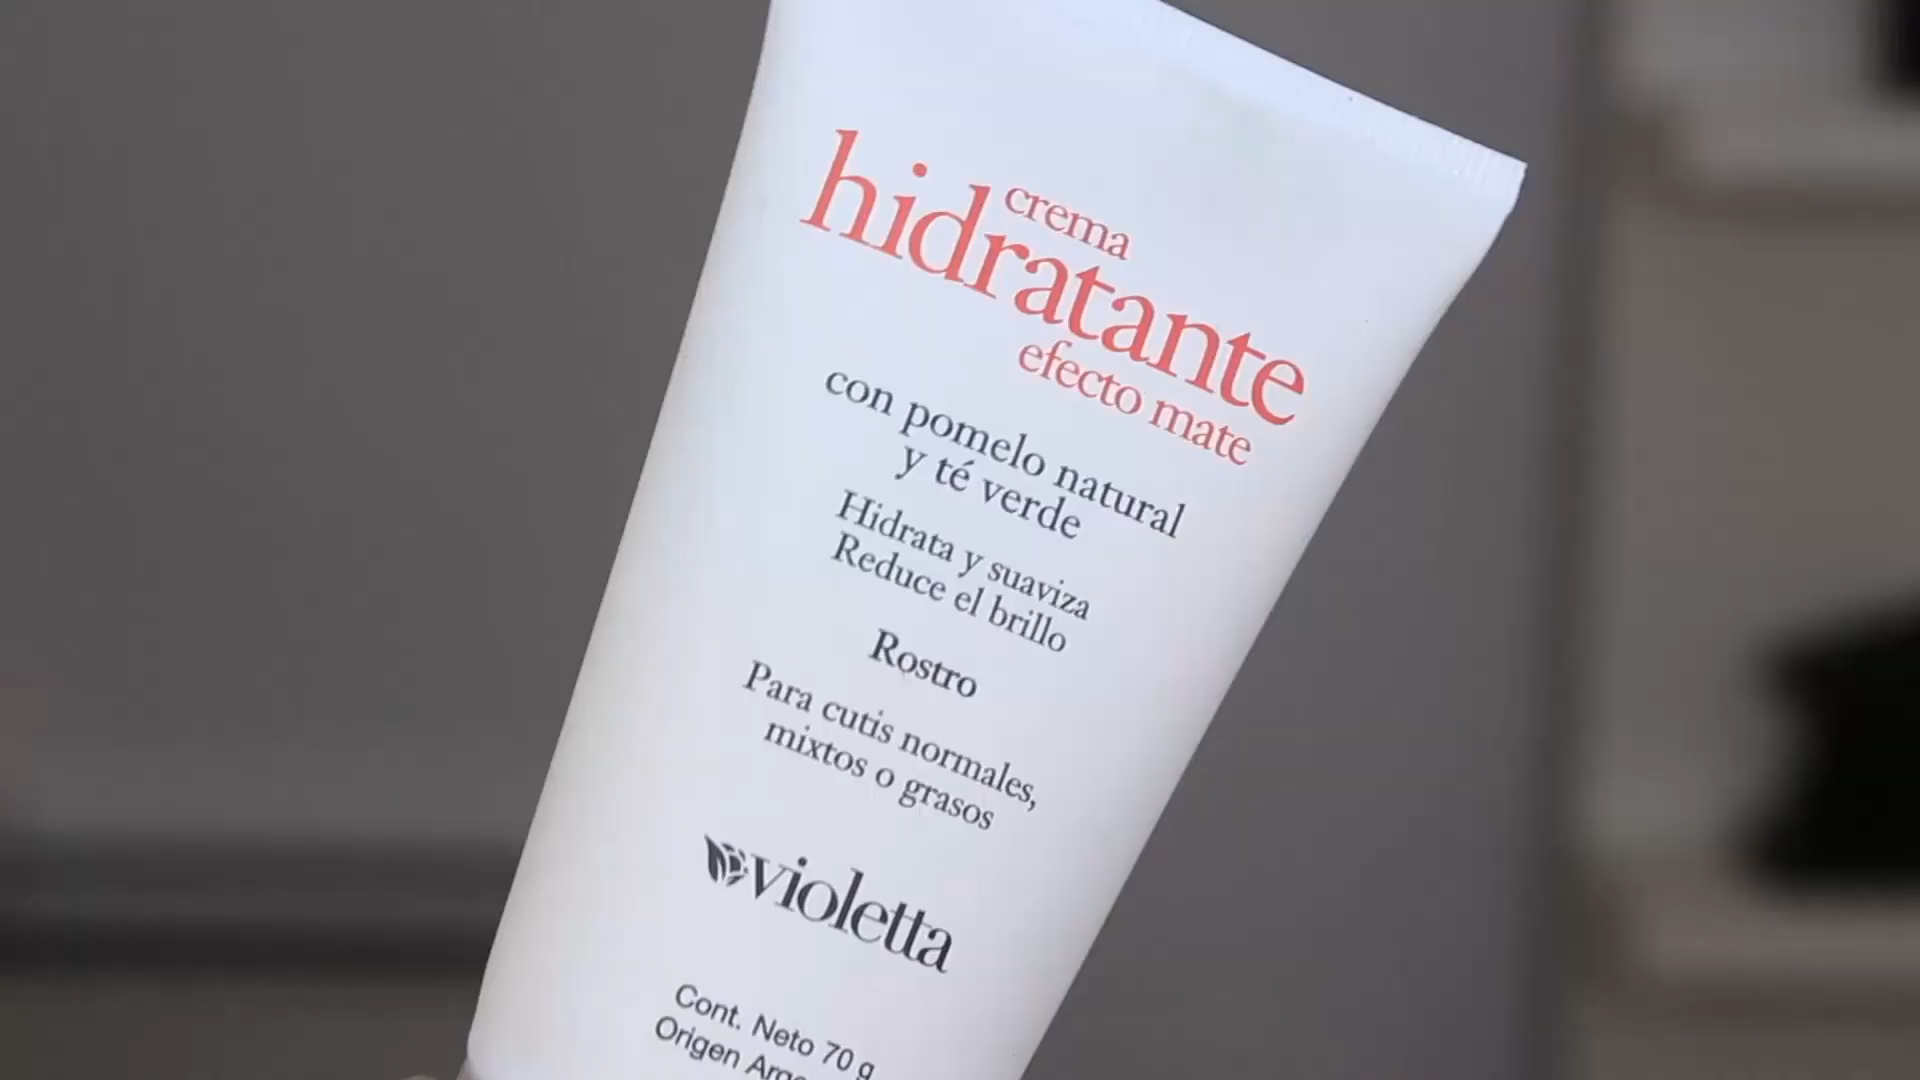 crema
hidratante
efecto mate
con pomelo natural
y té verde
Hidrata y suaviza
Reduce el brillo
Rostro
Para cutis normales,
mixtos o grasos
violetta
Cont. Neto 70 g
Origen